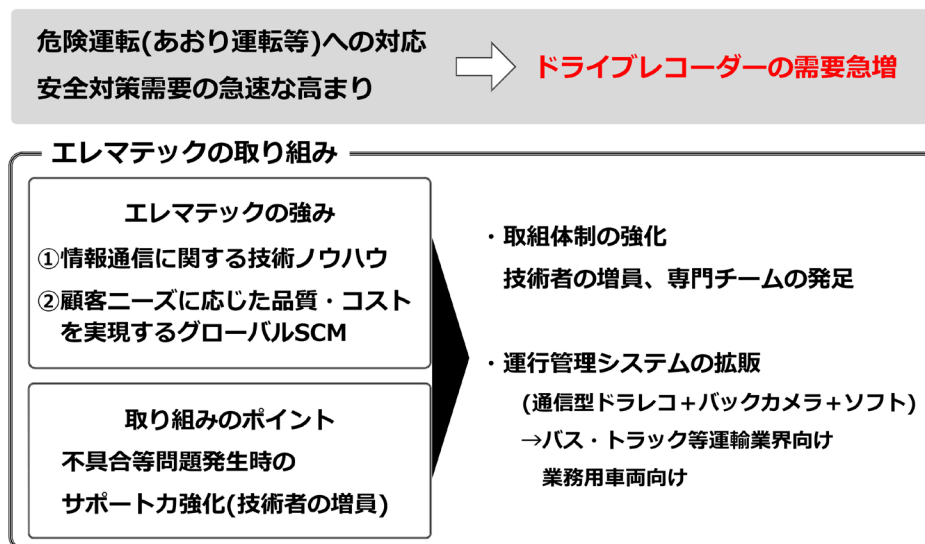 危険運転(あおり運転等)への対応
安全対策需要の急速な高まり
ドライブレコーダーの需要急増
エレマテックの取り組み
エレマテックの強み
①情報通信に関する技術ノウハウ
②顧客ニーズに応じた品質・コスト
を実現するグローバルSCM
取り組みのポイント
不具合等問題発生時の
サポート力強化(技術者の増員)
・取組体制の強化
技術者の増員、専門チームの発足
・運行管理システムの拡販
(通信型ドラレコ＋バックカメラ＋ソフト)
→バス・トラック等運輸業界向け
業務用車両向け